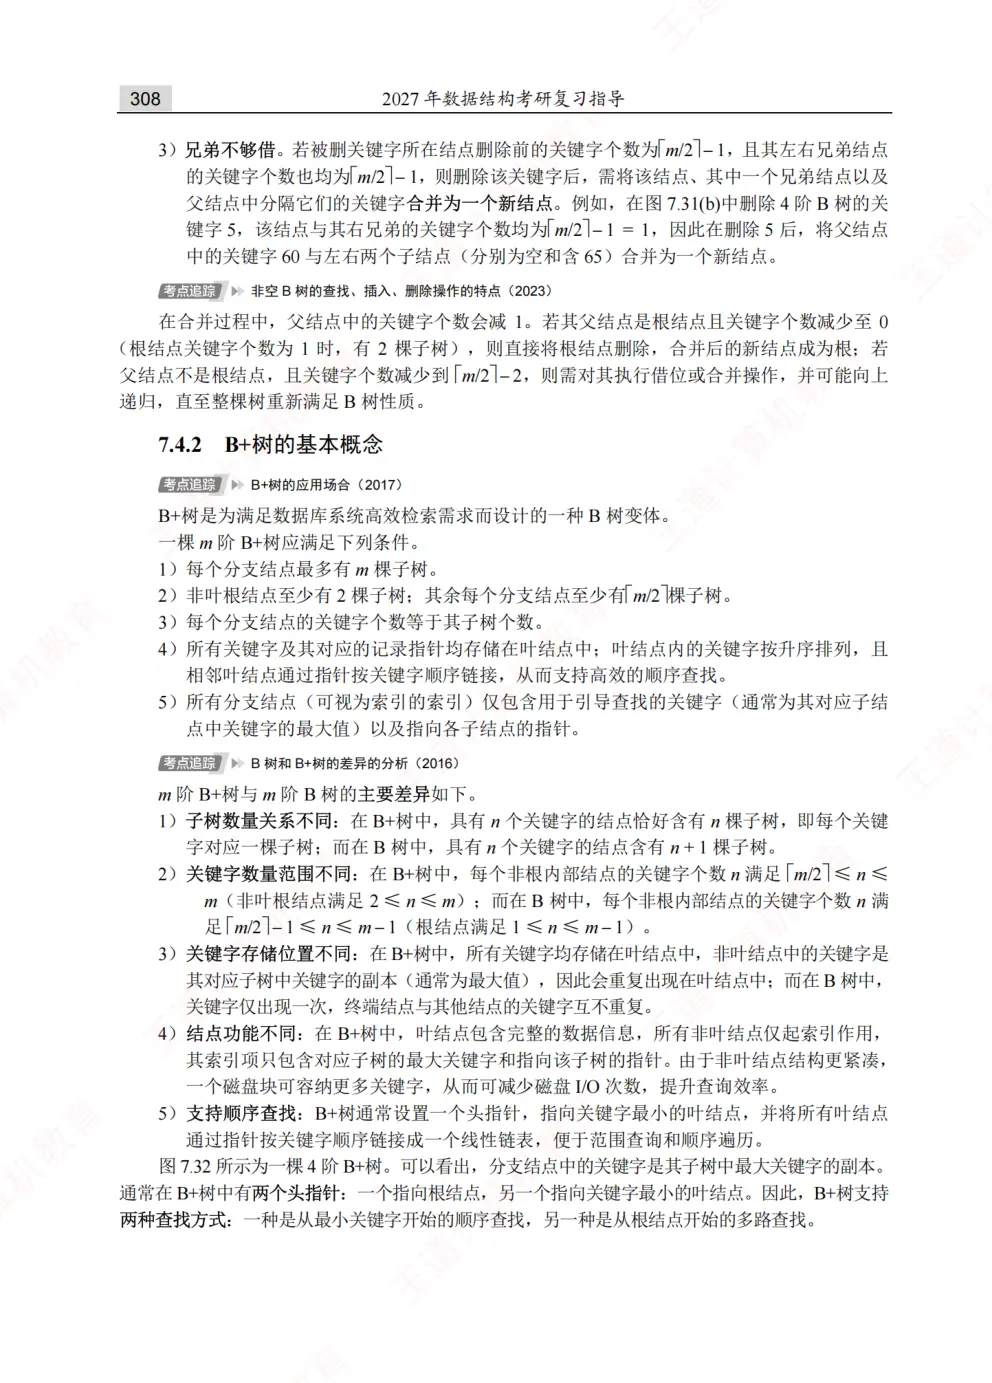 308
2027 年数据结构考研复习指导
3）兄弟不够借。若被删关键字所在结点删除前的关键字个数为⌈m/2⌉−1，且其左右兄弟结点
的关键字个数也均为⌈m/2⌉−1，则删除该关键字后，需将该结点、其中一个兄弟结点以及
父结点中分隔它们的关键字合并为一个新结点。例如，在图 7.31(b)中删除 4 阶 B 树的关
键字 5，该结点与其右兄弟的关键字个数均为⌈m/2⌉−1 = 1，因此在删除 5 后，将父结点
中的关键字 60 与左右两个子结点（分别为空和含 65）合并为一个新结点。
考点追踪 非空 B 树的查找、插入、删除操作的特点（2023）
在合并过程中，父结点中的关键字个数会减 1。若其父结点是根结点且关键字个数减少至 0
（根结点关键字个数为 1 时，有 2 棵子树），则直接将根结点删除，合并后的新结点成为根；若
父结点不是根结点，且关键字个数减少到⌈m/2⌉−2，则需对其执行借位或合并操作，并可能向上
递归，直至整棵树重新满足 B 树性质。
7.4.2 B+树的基本概念
考点追踪 B+树的应用场合（2017）
B+树是为满足数据库系统高效检索需求而设计的一种 B 树变体。
一棵 m 阶 B+树应满足下列条件。
1）每个分支结点最多有 m 棵子树。
2）非叶根结点至少有 2 棵子树；其余每个分支结点至少有⌈m/2⌉棵子树。
3）每个分支结点的关键字个数等于其子树个数。
4）所有关键字及其对应的记录指针均存储在叶结点中；叶结点内的关键字按升序排列，且
相邻叶结点通过指针按关键字顺序链接，从而支持高效的顺序查找。
5）所有分支结点（可视为索引的索引）仅包含用于引导查找的关键字（通常为其对应子结
点中关键字的最大值）以及指向各子结点的指针。
考点追踪 B 树和 B+树的差异的分析（2016）
m 阶 B+树与 m 阶 B 树的主要差异如下。
1）子树数量关系不同：在 B+树中，具有 n 个关键字的结点恰好含有 n 棵子树，即每个关键
字对应一棵子树；而在 B 树中，具有 n 个关键字的结点含有 n + 1 棵子树。
2）关键字数量范围不同：在 B+树中，每个非根内部结点的关键字个数 n 满足⌈m/2⌉≤ n ≤
m（非叶根结点满足 2 ≤ n ≤ m）；而在 B 树中，每个非根内部结点的关键字个数 n 满
足⌈m/2⌉−1 ≤ n ≤ m−1（根结点满足 1 ≤ n ≤ m−1）。
3）关键字存储位置不同：在 B+树中，所有关键字均存储在叶结点中，非叶结点中的关键字是
其对应子树中关键字的副本（通常为最大值），因此会重复出现在叶结点中；而在 B 树中，
关键字仅出现一次，终端结点与其他结点的关键字互不重复。
4）结点功能不同：在 B+树中，叶结点包含完整的数据信息，所有非叶结点仅起索引作用，
其索引项只包含对应子树的最大关键字和指向该子树的指针。由于非叶结点结构更紧凑，
一个磁盘块可容纳更多关键字，从而可减少磁盘 I/O 次数，提升查询效率。
5）支持顺序查找：B+树通常设置一个头指针，指向关键字最小的叶结点，并将所有叶结点
通过指针按关键字顺序链接成一个线性链表，便于范围查询和顺序遍历。
图 7.32 所示为一棵 4 阶 B+树。可以看出，分支结点中的关键字是其子树中最大关键字的副本。
通常在 B+树中有两个头指针：一个指向根结点，另一个指向关键字最小的叶结点。因此，B+树支持
两种查找方式：一种是从最小关键字开始的顺序查找，另一种是从根结点开始的多路查找。